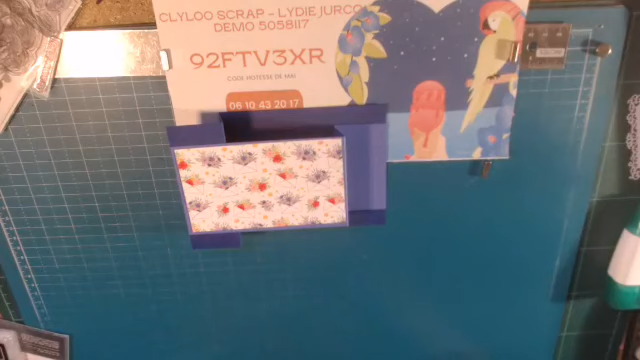 CLYLOO SCRAP - LYDIE JURCO
DEMO 5058117
92FTV3XR
CODE HOTESSE DE MAI
06 10 43 20 17